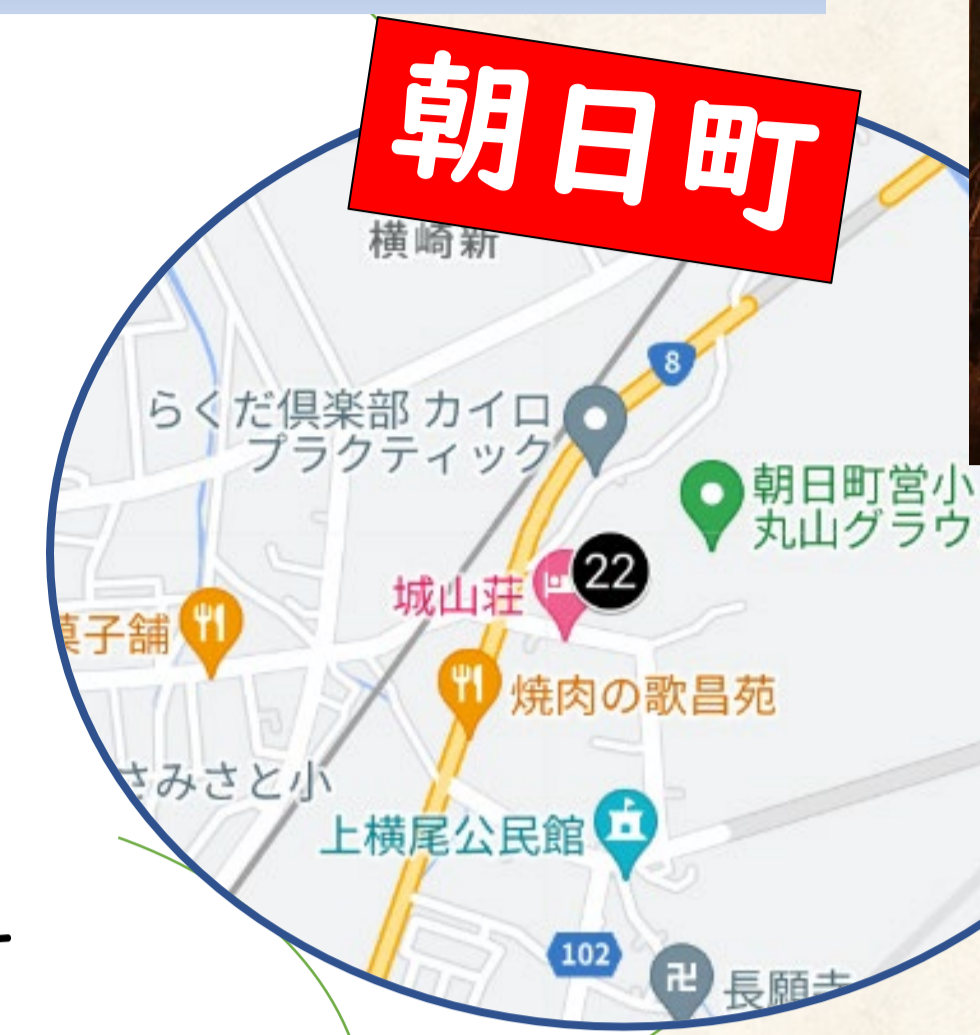 朝日町
横崎新
8
らくだ倶楽部 カイロ
プラクティック
朝日町営小
丸山グラウ
城山荘
22
菓子舗
焼肉の歌昌苑
さみさと小
上横尾公民館
102
卍
長願寺